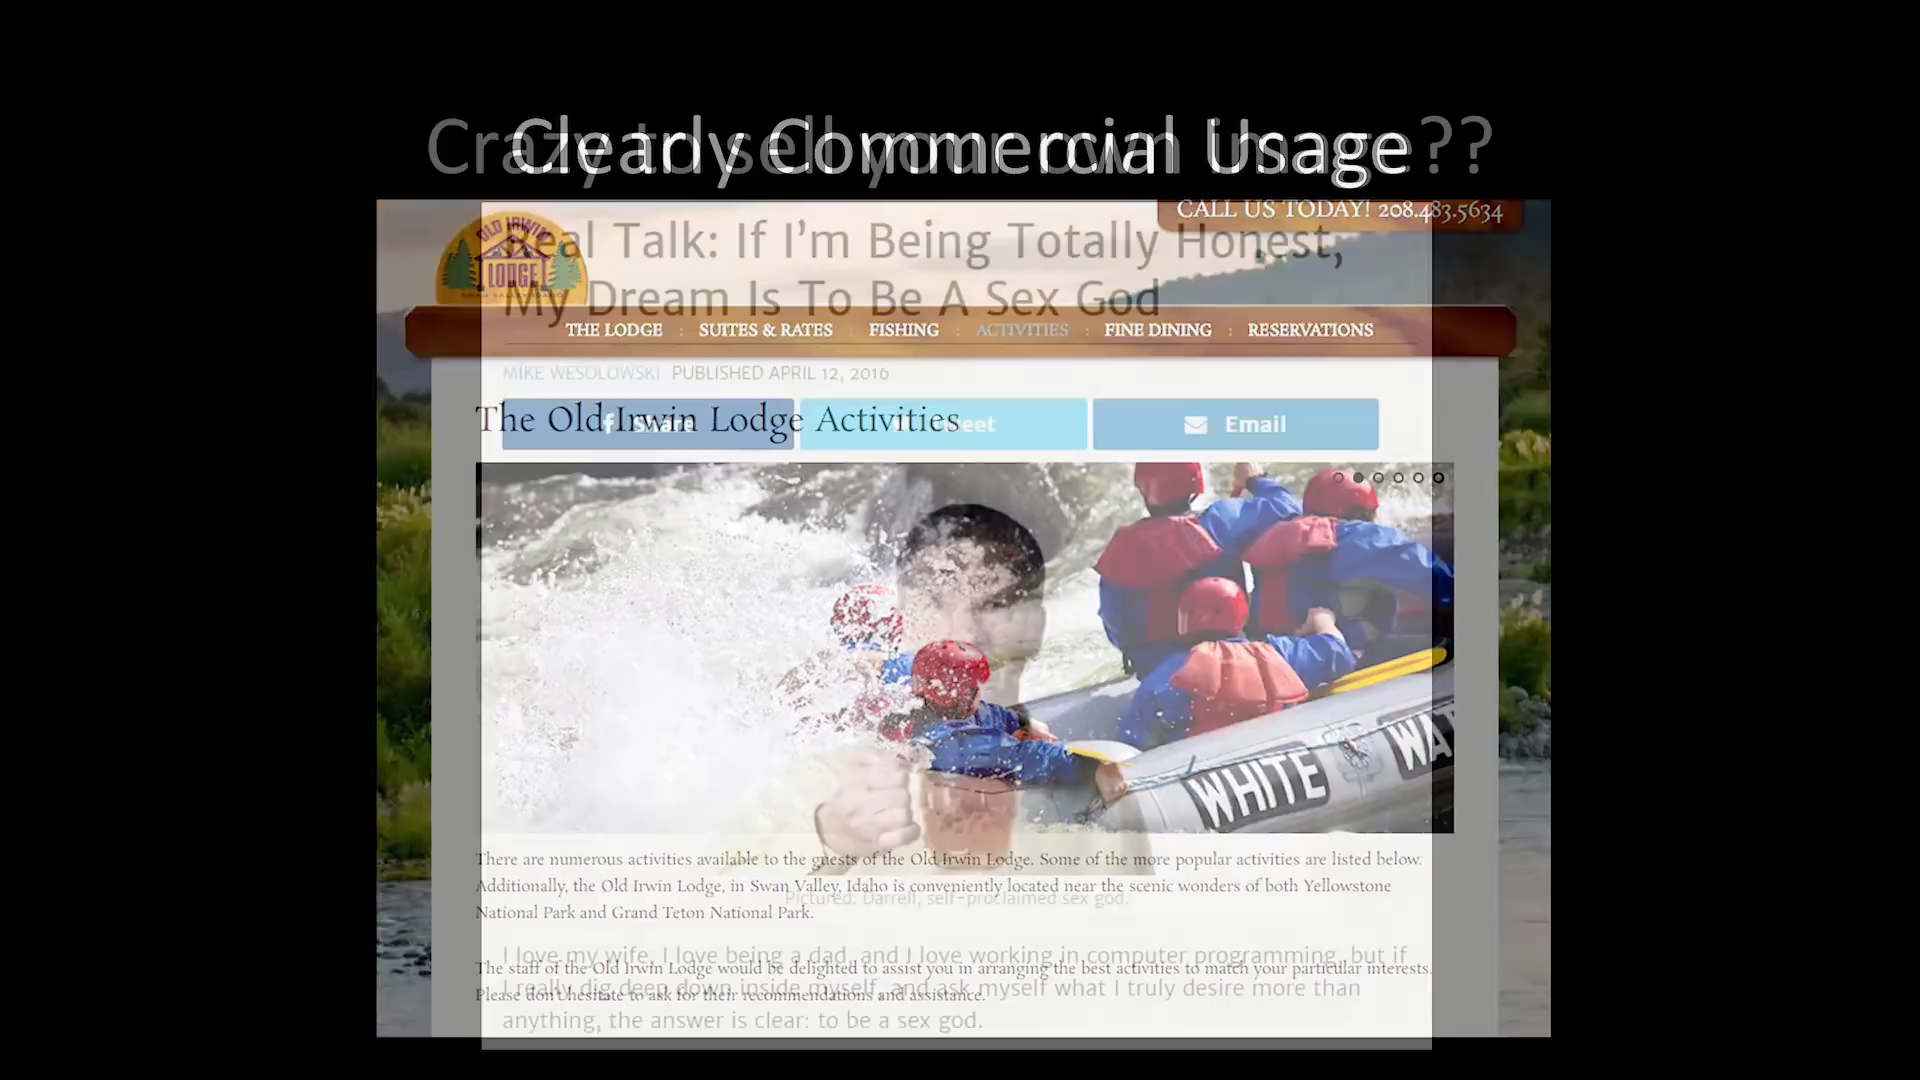 Crazy to sell your own image??
Clearly Commercial Usage
CALL US TODAY! 208.483.5634
OLD IRWIN
LODGE
SWAN VALLEY, IDAHO
Real Talk: If I’m Being Totally Honest,
My Dream Is To Be A Sex God
THE LODGE : SUITES & RATES : FISHING : ACTIVITIES : FINE DINING : RESERVATIONS
MIKE WESOLOWSKI PUBLISHED APRIL 12, 2016
The Old Irwin Lodge Activities
f Share
Tweet
Email
WHITE WAT
There are numerous activities available to the guests of the Old Irwin Lodge. Some of the more popular activities are listed below.
Additionally, the Old Irwin Lodge, in Swan Valley, Idaho is conveniently located near the scenic wonders of both Yellowstone
National Park and Grand Teton National Park.
Pictured: Darrell, self-proclaimed sex god.
I love my wife, I love being a dad, and I love working in computer programming, but if
I really dig deep down inside myself, and ask myself what I truly desire more than
anything, the answer is clear: to be a sex god.
The staff of the Old Irwin Lodge would be delighted to assist you in arranging the best activities to match your particular interests.
Please don't hesitate to ask for their recommendations and assistance.